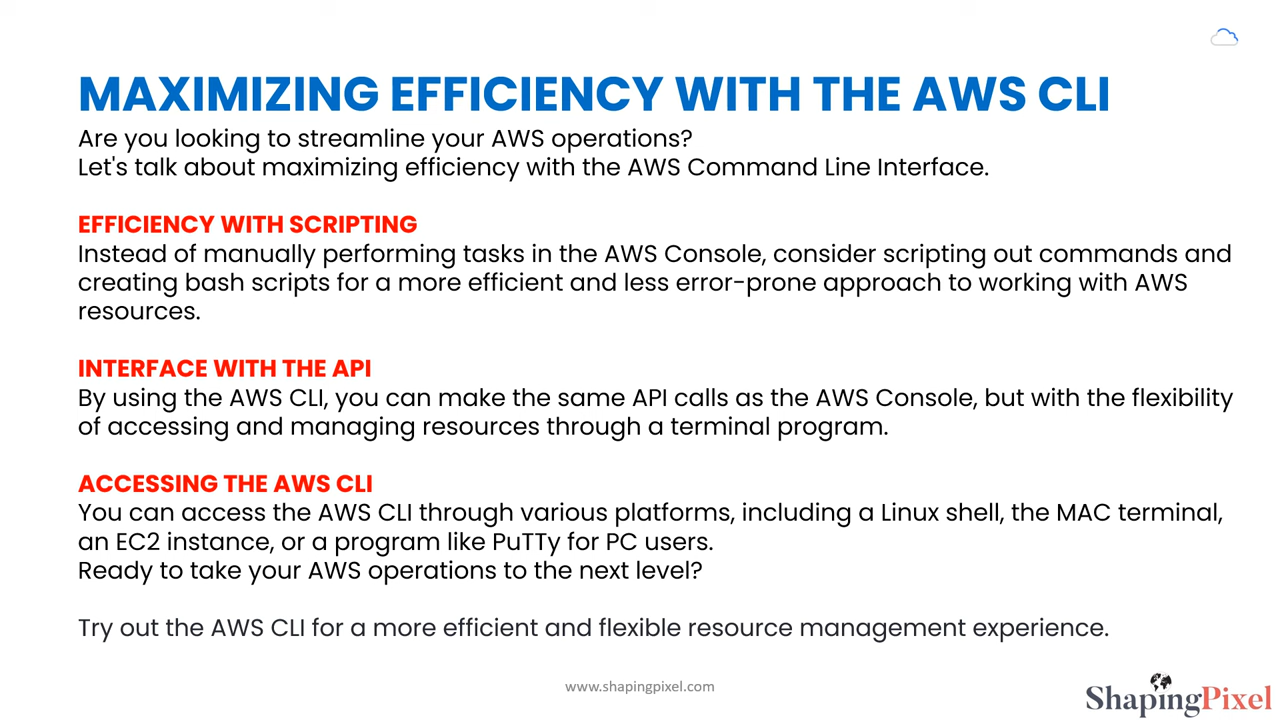 MAXIMIZING EFFICIENCY WITH THE AWS CLI
Are you looking to streamline your AWS operations?
Let's talk about maximizing efficiency with the AWS Command Line Interface.
EFFICIENCY WITH SCRIPTING
Instead of manually performing tasks in the AWS Console, consider scripting out commands and
creating bash scripts for a more efficient and less error-prone approach to working with AWS
resources.
INTERFACE WITH THE API
By using the AWS CLI, you can make the same API calls as the AWS Console, but with the flexibility
of accessing and managing resources through a terminal program.
ACCESSING THE AWS CLI
You can access the AWS CLI through various platforms, including a Linux shell, the MAC terminal,
an EC2 instance, or a program like PuTTy for PC users.
Ready to take your AWS operations to the next level?
Try out the AWS CLI for a more efficient and flexible resource management experience.
www.shapingpixel.com
ShapingPixel